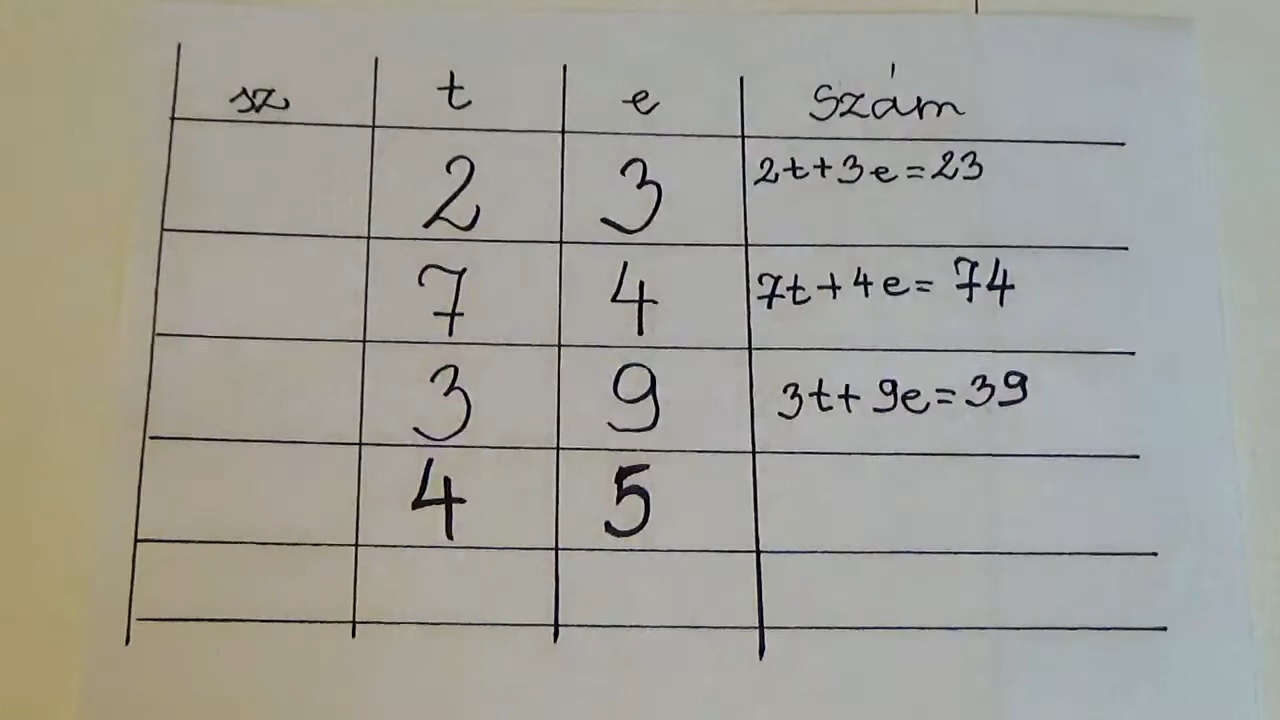 sz t e Szám
2 3 2t+3e=23
7 4 7t+4e=74
3 9 3t+9e=39
4 5